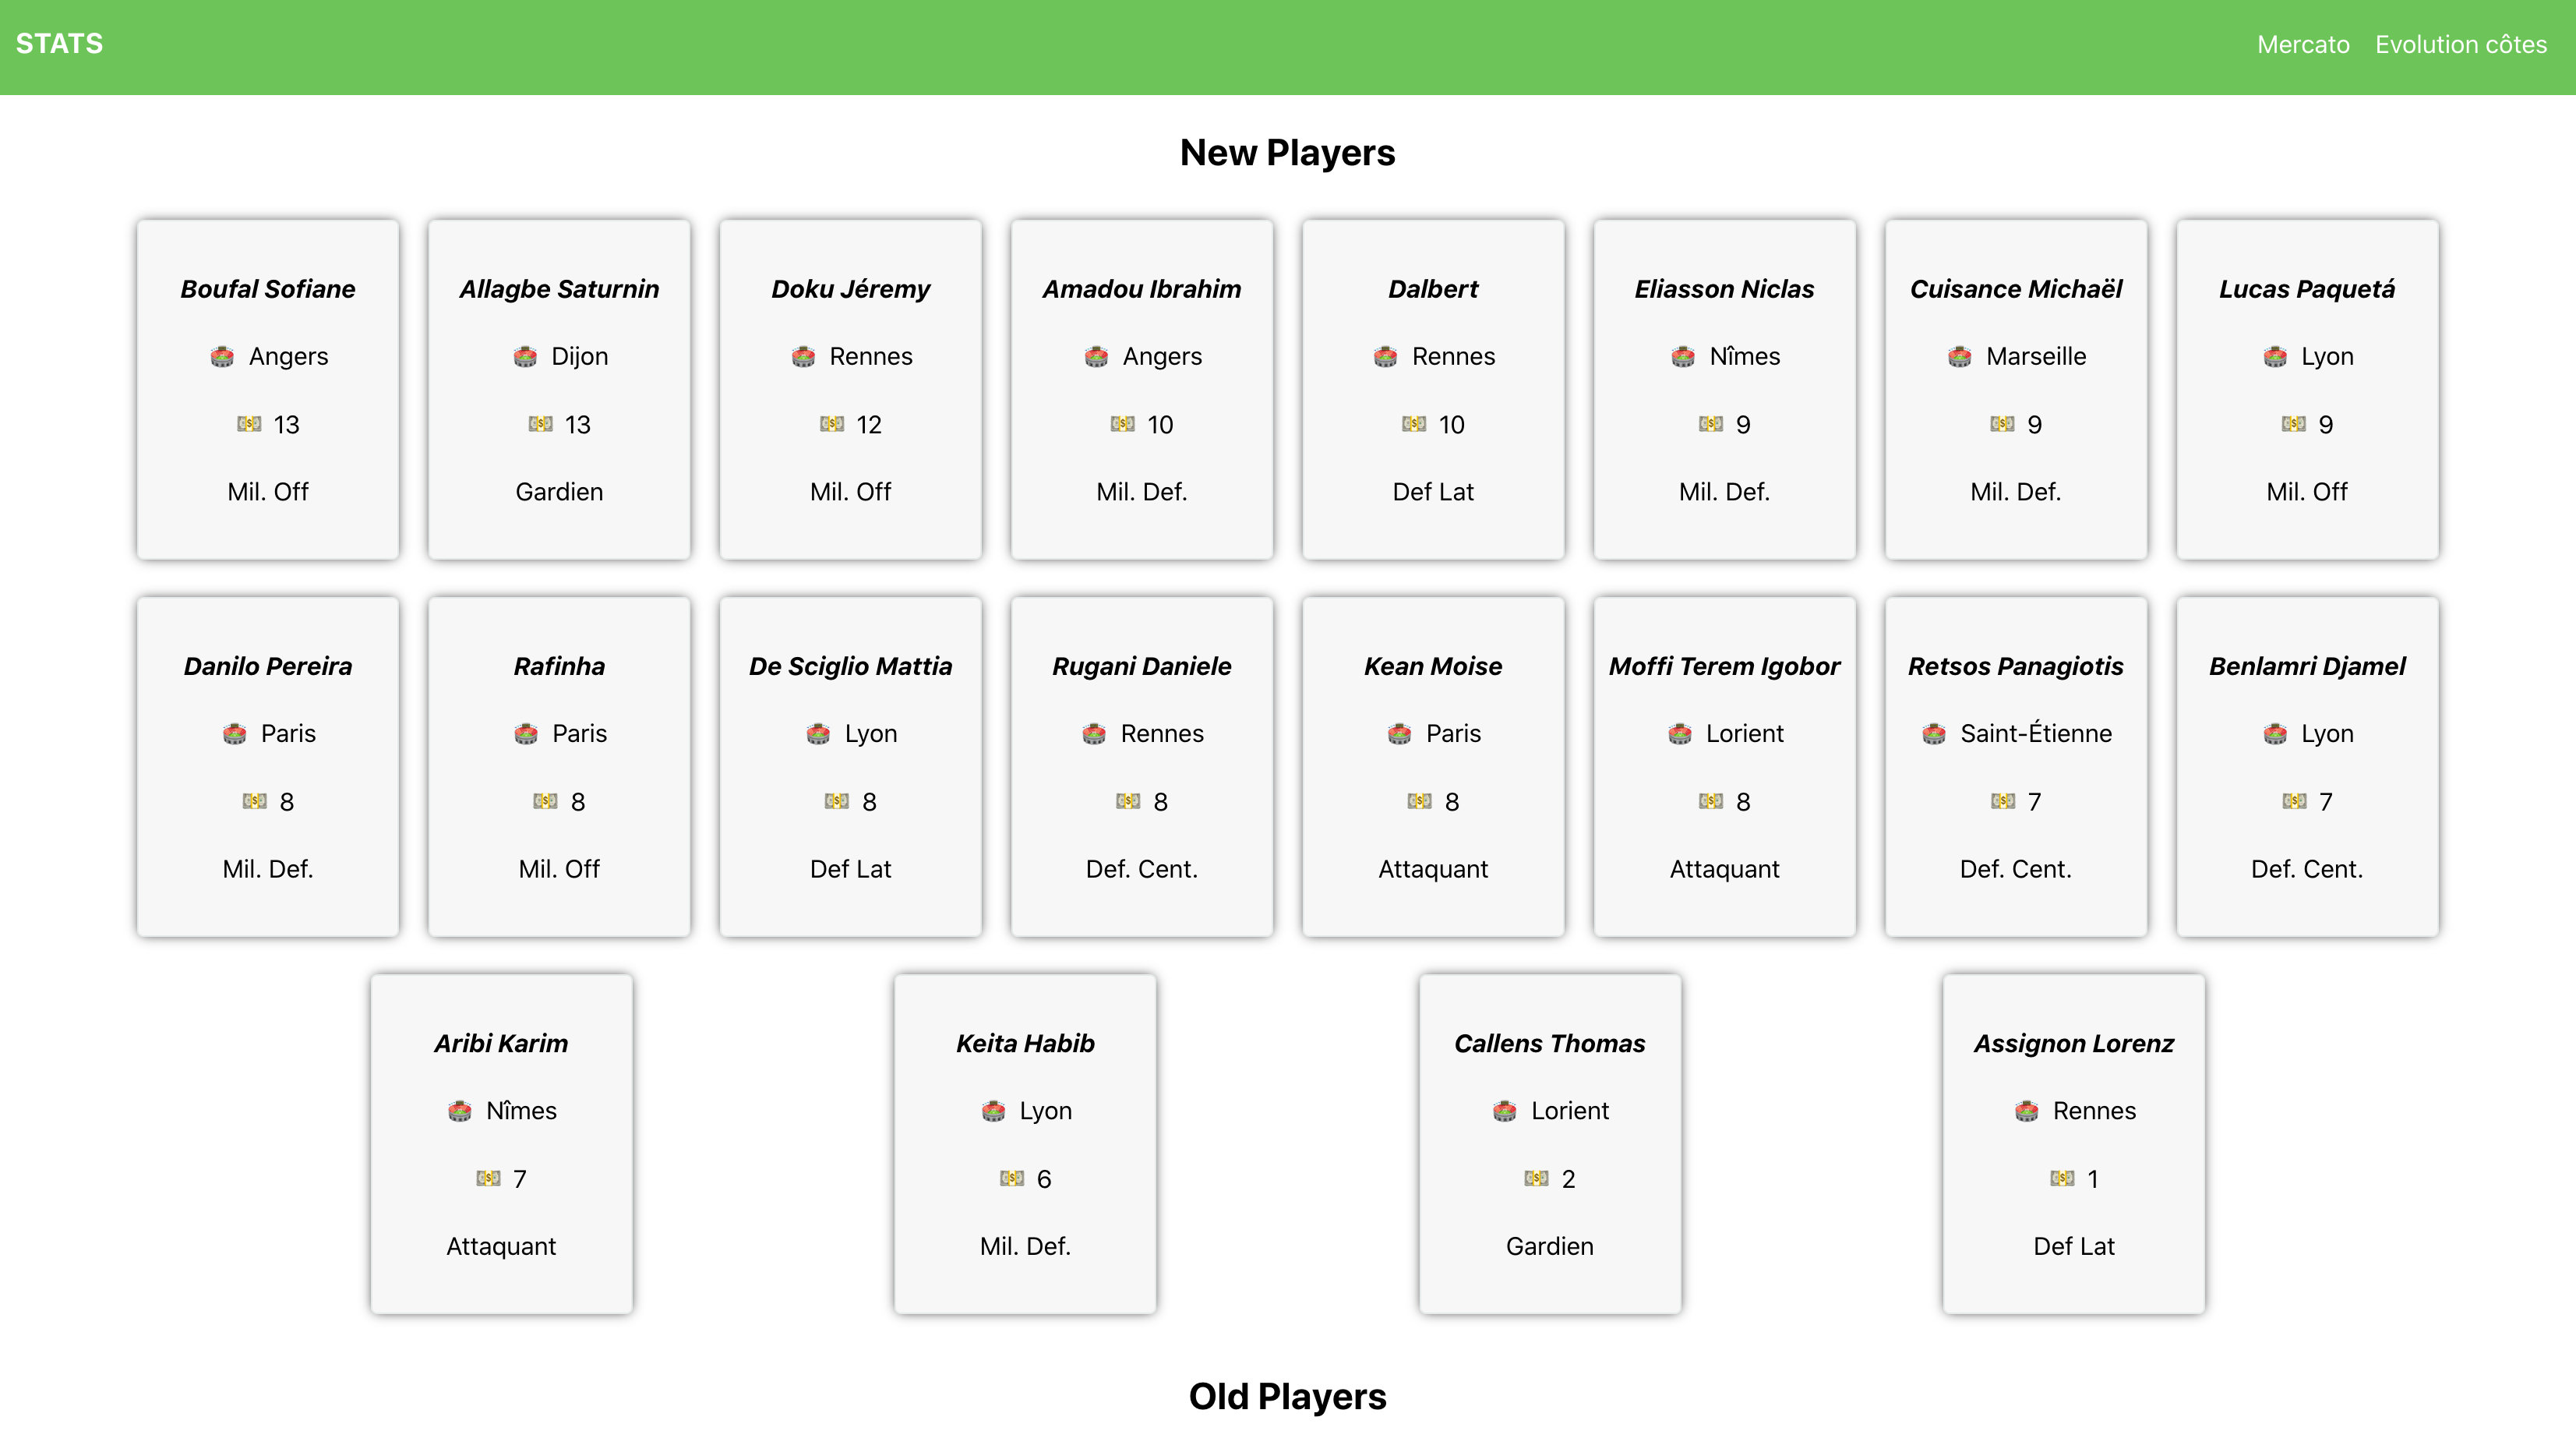 STATS
Mercato Evolution côtes
New Players
Boufal Sofiane
Angers
13
Mil. Off
Allagbe Saturnin
Dijon
13
Gardien
Doku Jéremy
Rennes
12
Mil. Off
Amadou Ibrahim
Angers
10
Mil. Def.
Dalbert
Rennes
10
Def Lat
Eliasson Niclas
Nîmes
9
Mil. Def.
Cuisance Michaël
Marseille
9
Mil. Def.
Lucas Paquetá
Lyon
9
Mil. Off
Danilo Pereira
Paris
8
Mil. Def.
Rafinha
Paris
8
Mil. Off
De Sciglio Mattia
Lyon
8
Def Lat
Rugani Daniele
Rennes
8
Def. Cent.
Kean Moise
Paris
8
Attaquant
Moffi Terem Igobor
Lorient
8
Attaquant
Retsos Panagiotis
Saint-Étienne
7
Def. Cent.
Benlamri Djamel
Lyon
7
Def. Cent.
Aribi Karim
Nîmes
7
Attaquant
Keita Habib
Lyon
6
Mil. Def.
Callens Thomas
Lorient
2
Gardien
Assignon Lorenz
Rennes
1
Def Lat
Old Players